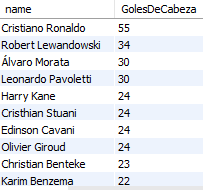 name GolesDeCabeza
Cristiano Ronaldo 55
Robert Lewandowski 34
Álvaro Morata 30
Leonardo Pavoletti 30
Harry Kane 24
Cristhian Stuani 24
Edinson Cavani 24
Olivier Giroud 24
Christian Benteke 23
Karim Benzema 22